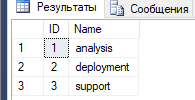 Результаты Сообщения
ID Name
1 1 analysis
2 2 deployment
3 3 support